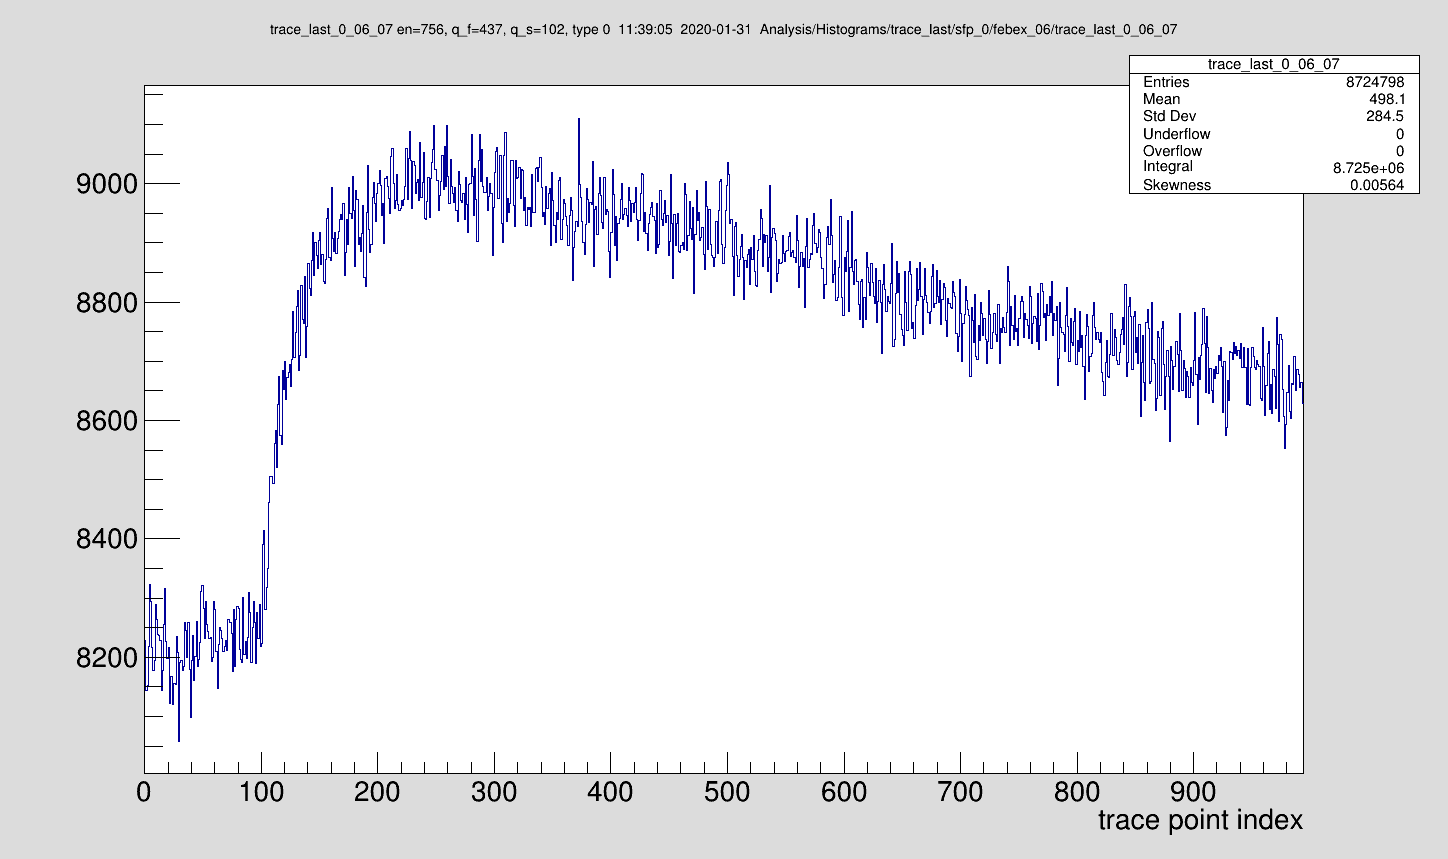 trace_last_0_06_07 en=756, q_f=437, q_s=102, type 0  11:39:05  2020-01-31  Analysis/Histograms/trace_last/sfp_0/febex_06/trace_last_0_06_07
trace_last_0_06_07
Entries 8724798
Mean 498.1
Std Dev 284.5
Underflow 0
Overflow 0
Integral 8.725e+06
Skewness 0.00564
9000
8800
8600
8400
8200
0 100 200 300 400 500 600 700 800 900
trace point index